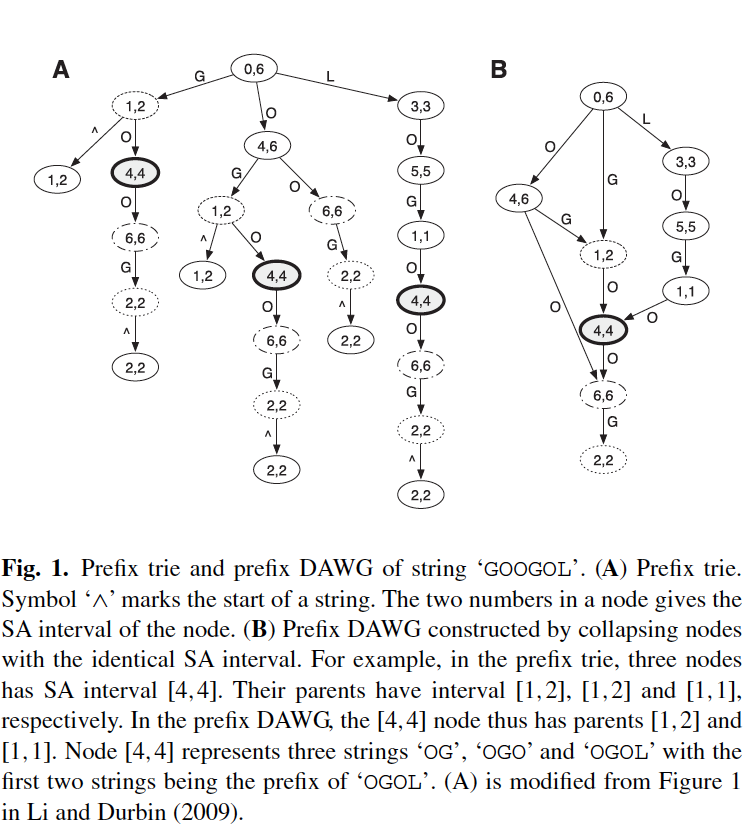 A
0,6
G L
1,2 O 3,3
^ O 4,6 O
1,2 4,4 G O 5,5
O 1,2 6,6 G
6,6 ^ O G 1,1
G 1,2 4,4 2,2 O
2,2 O ^ 4,4
^ 6,6 2,2 O
2,2 G 6,6
2,2 G
^ 2,2
2,2 ^
2,2
B
0,6
O G L
4,6 3,3
G O
1,2 5,5
O G
O 1,1
4,4 O
O
6,6
G
2,2
Fig. 1. Prefix trie and prefix DAWG of string ‘GOOGOL’. (A) Prefix trie.
Symbol ‘∧’ marks the start of a string. The two numbers in a node gives the
SA interval of the node. (B) Prefix DAWG constructed by collapsing nodes
with the identical SA interval. For example, in the prefix trie, three nodes
has SA interval [4,4]. Their parents have interval [1,2], [1,2] and [1,1],
respectively. In the prefix DAWG, the [4,4] node thus has parents [1,2] and
[1,1]. Node [4,4] represents three strings ‘OG’, ‘OGO’ and ‘OGOL’ with the
first two strings being the prefix of ‘OGOL’. (A) is modified from Figure 1
in Li and Durbin (2009).